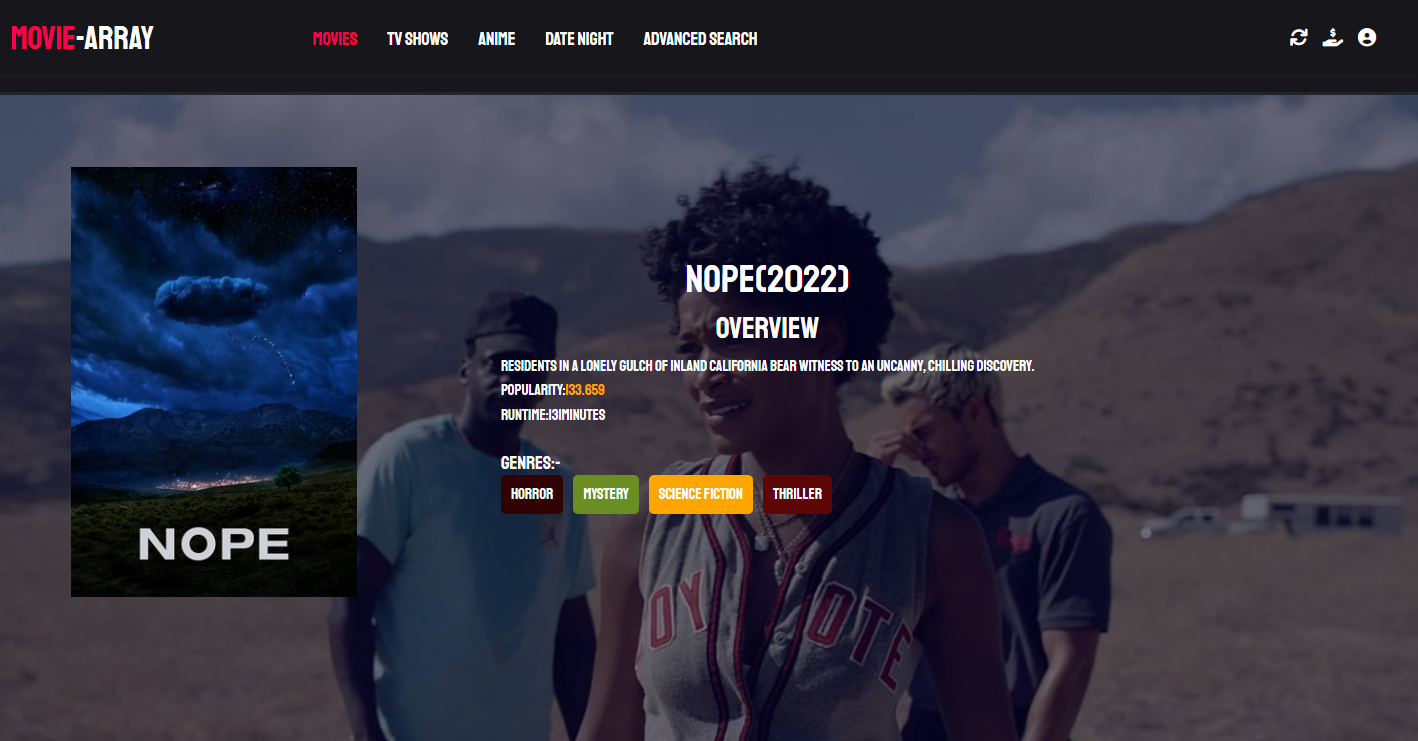 MOVIE-ARRAY
MOVIES TV SHOWS ANIME DATE NIGHT ADVANCED SEARCH
NOPE
NOPE(2022)
OVERVIEW
RESIDENTS IN A LONELY GULCH OF INLAND CALIFORNIA BEAR WITNESS TO AN UNCANNY, CHILLING DISCOVERY.
POPULARITY:133.659
RUNTIME:131MINUTES
GENRES:-
HORROR MYSTERY SCIENCE FICTION THRILLER
OY OTE